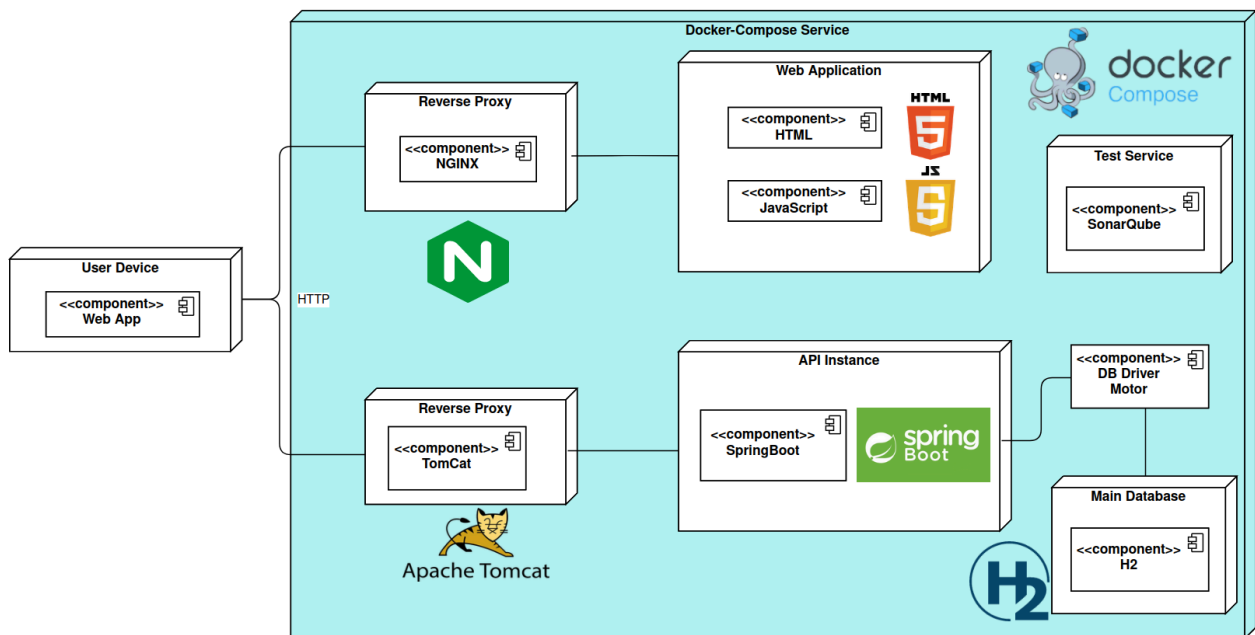 Docker-Compose Service
docker
Compose
Reverse Proxy
<<component>>
NGINX
N
Web Application
<<component>>
HTML
HTML
5
<<component>>
JavaScript
JS
5
Test Service
<<component>>
SonarQube
User Device
<<component>>
Web App
HTTP
Reverse Proxy
<<component>>
TomCat
Apache Tomcat
API Instance
<<component>>
SpringBoot
spring
Boot
<<component>>
DB Driver
Motor
Main Database
<<component>>
H2
H2